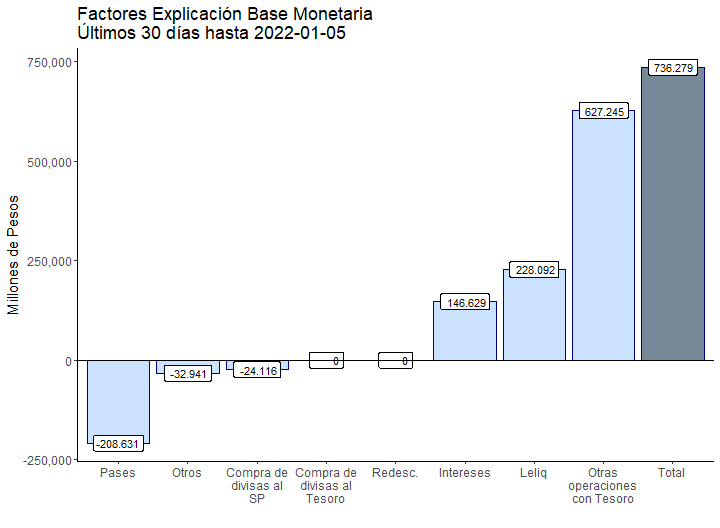 Factores Explicación Base Monetaria
Últimos 30 días hasta 2022-01-05
Millones de Pesos
750,000
500,000
250,000
0
-250,000
-208.631
-32.941
-24.116
0
0
146.629
228.092
627.245
736.279
Pases
Otros
Compra de
divisas al
SP
Compra de
divisas al
Tesoro
Redesc.
Intereses
Leliq
Otras
operaciones
con Tesoro
Total